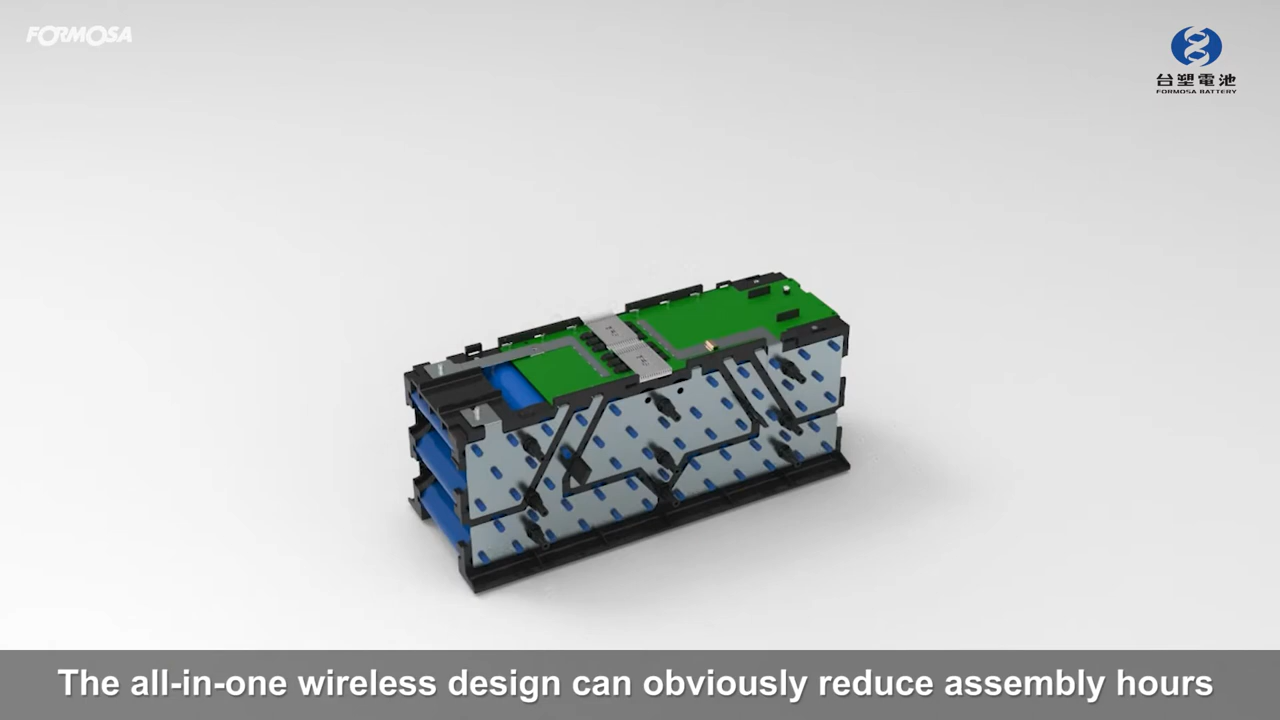 FORMOSA
台塑電池
FORMOSA BATTERY
The all-in-one wireless design can obviously reduce assembly hours